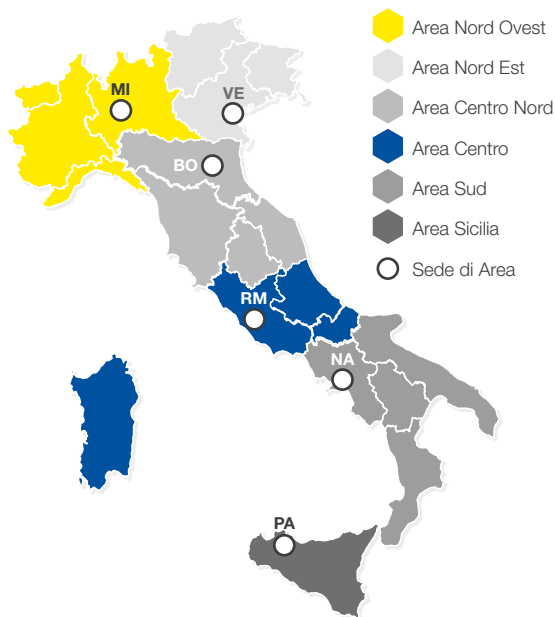 Area Nord Ovest
Area Nord Est
Area Centro Nord
Area Centro
Area Sud
Area Sicilia
Sede di Area
MI
VE
BO
RM
NA
PA